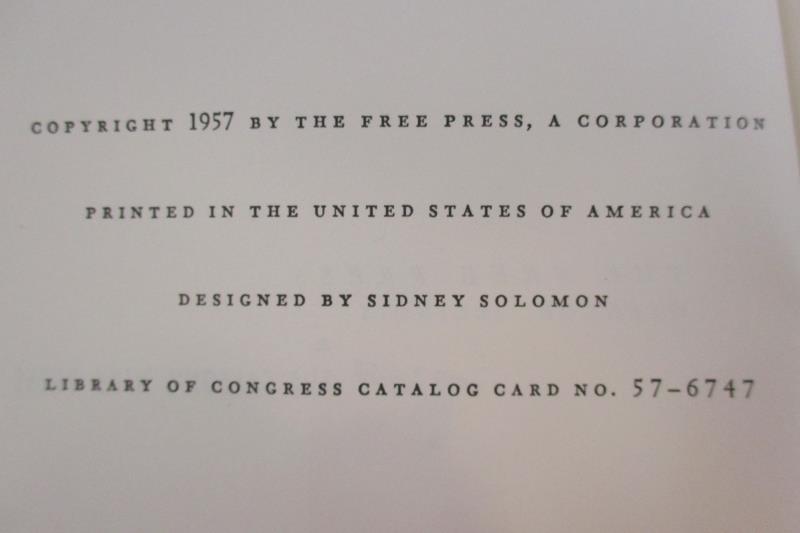 COPYRIGHT 1957 BY THE FREE PRESS, A CORPORATION
PRINTED IN THE UNITED STATES OF AMERICA
DESIGNED BY SIDNEY SOLOMON
LIBRARY OF CONGRESS CATALOG CARD NO. 57-6747